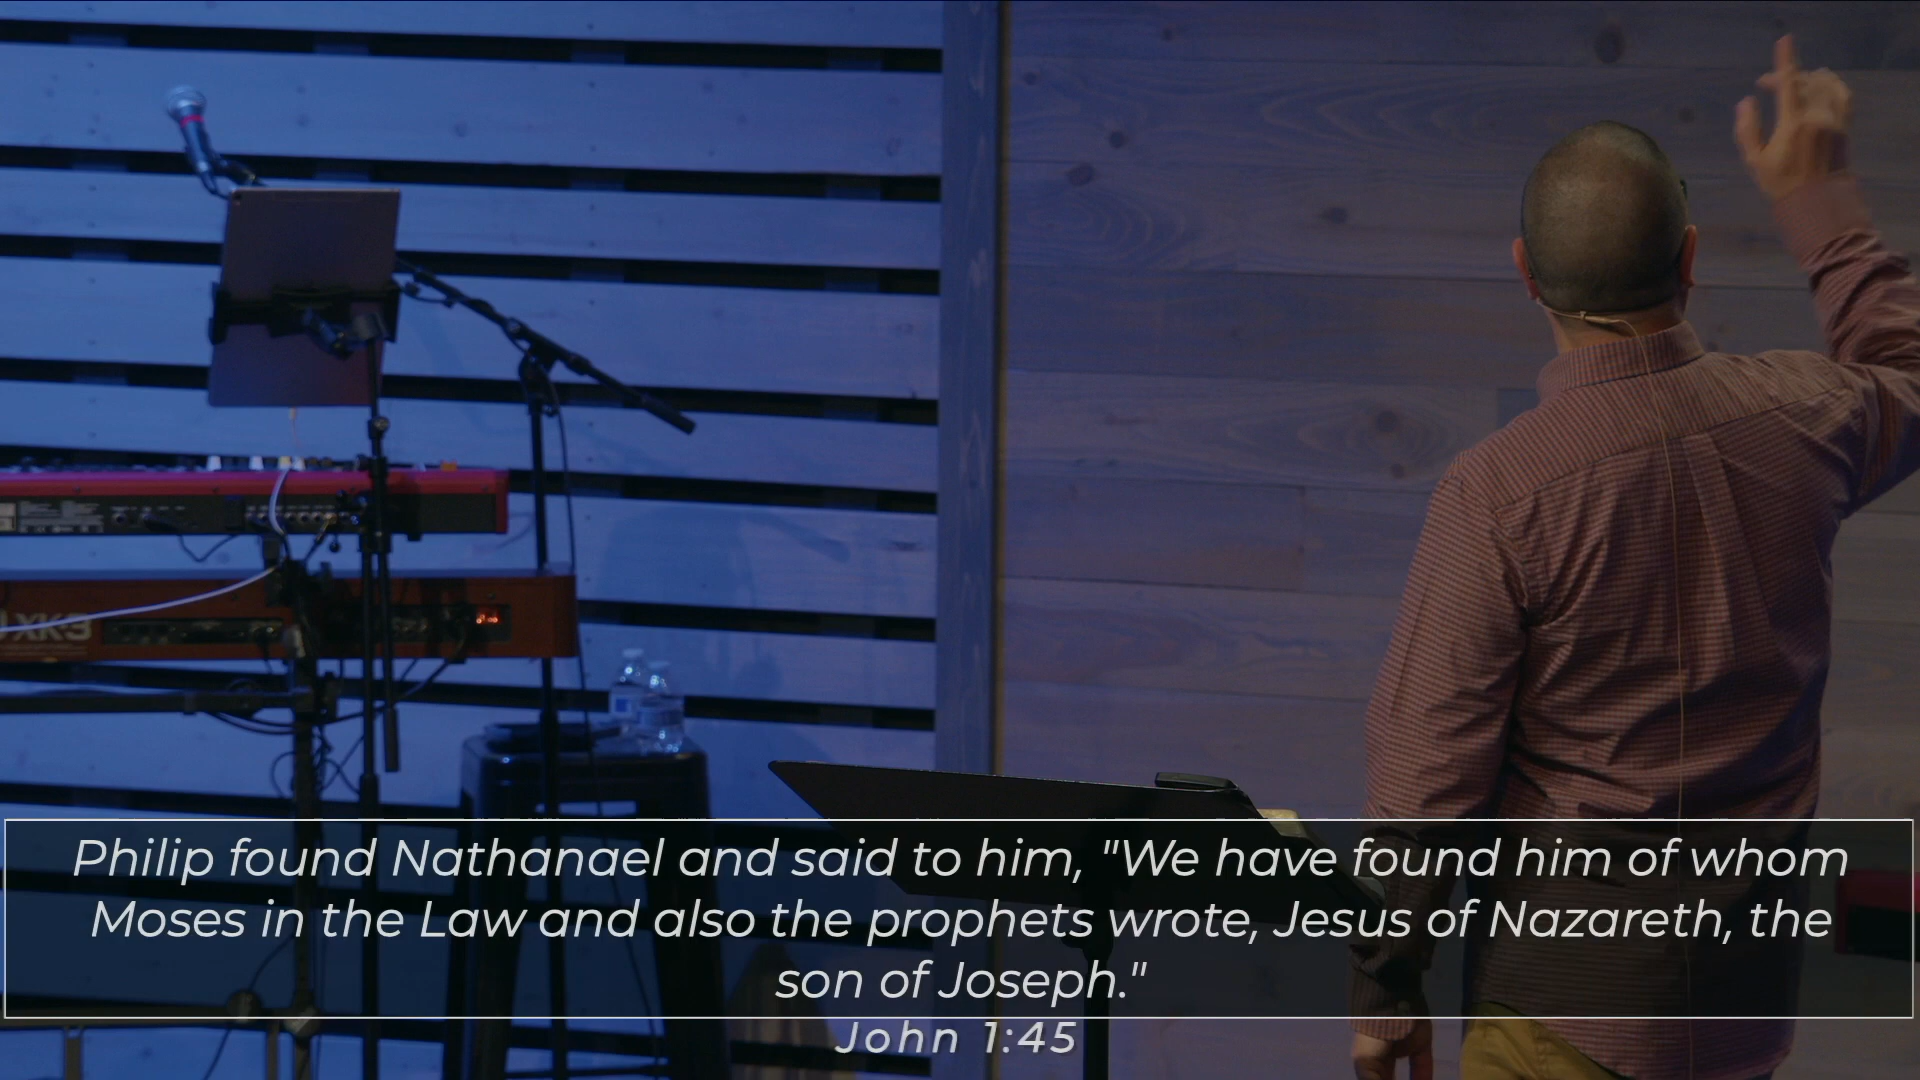 XK3
Philip found Nathanael and said to him, "We have found him of whom
Moses in the Law and also the prophets wrote, Jesus of Nazareth, the
son of Joseph."
John 1:45